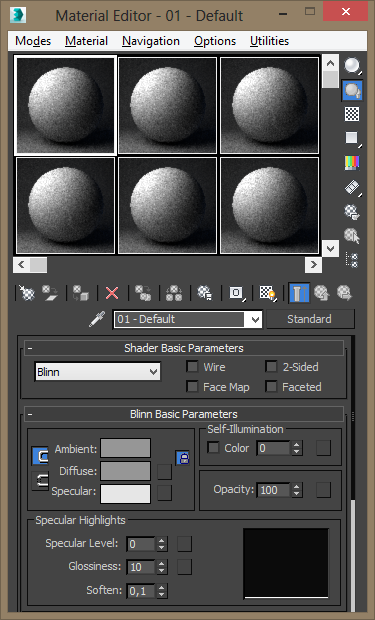 Material Editor - 01 - Default
Modes Material Navigation Options Utilities
01 - Default Standard
- Shader Basic Parameters
Blinn
Wire 2-Sided
Face Map Faceted
- Blinn Basic Parameters
Self-Illumination
Ambient: Color 0
Diffuse:
Specular: Opacity: 100
Specular Highlights
Specular Level: 0
Glossiness: 10
Soften: 0,1